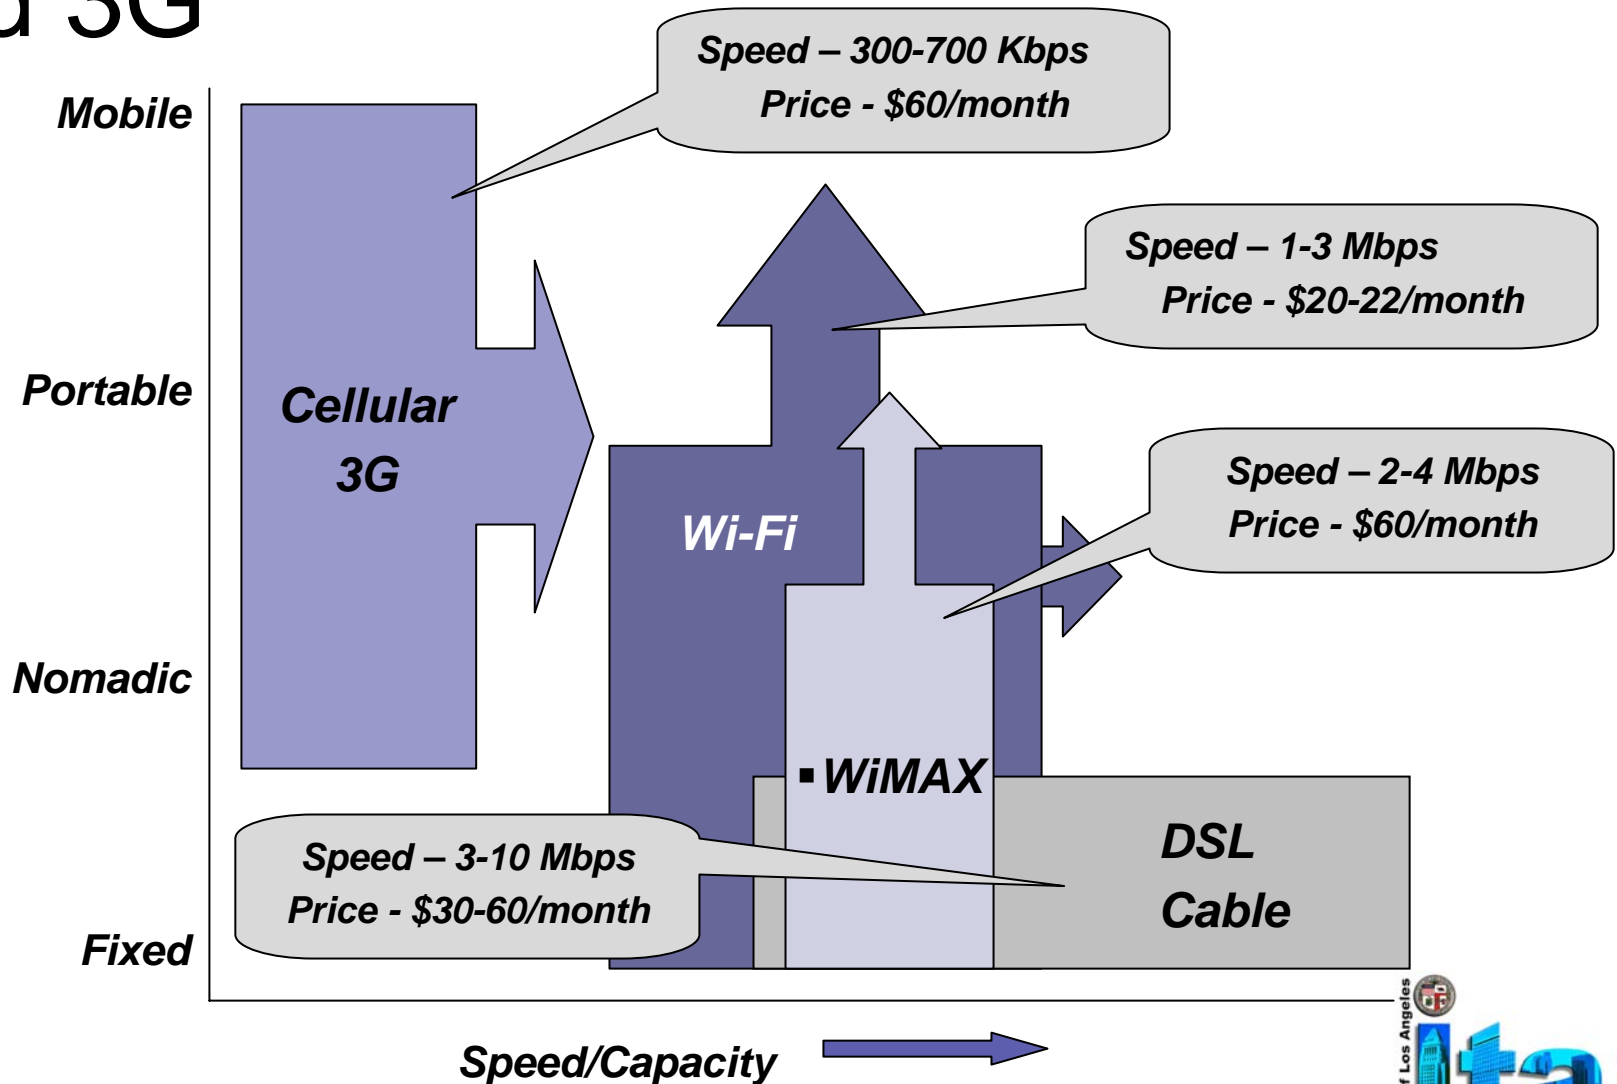 d 3G
Speed – 300-700 Kbps
Price - $60/month
Mobile
Speed – 1-3 Mbps
Price - $20-22/month
Portable
Cellular
3G
Speed – 2-4 Mbps
Price - $60/month
Wi-Fi
Nomadic
▪ WiMAX
DSL
Cable
Speed – 3-10 Mbps
Price - $30-60/month
Fixed
Speed/Capacity
f Los Angeles
ita